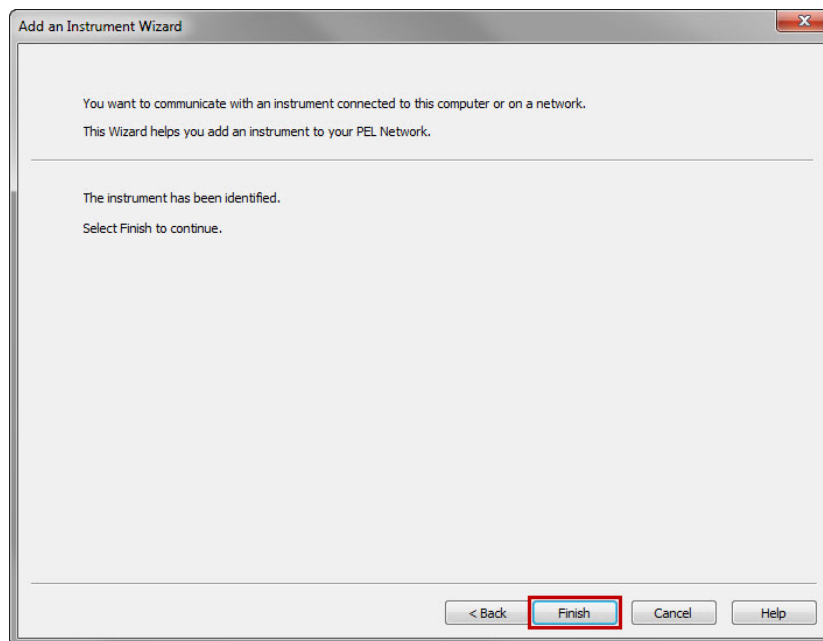 Add an Instrument Wizard
You want to communicate with an instrument connected to this computer or on a network.
This Wizard helps you add an instrument to your PEL Network.
The instrument has been identified.
Select Finish to continue.
< Back Finish Cancel Help